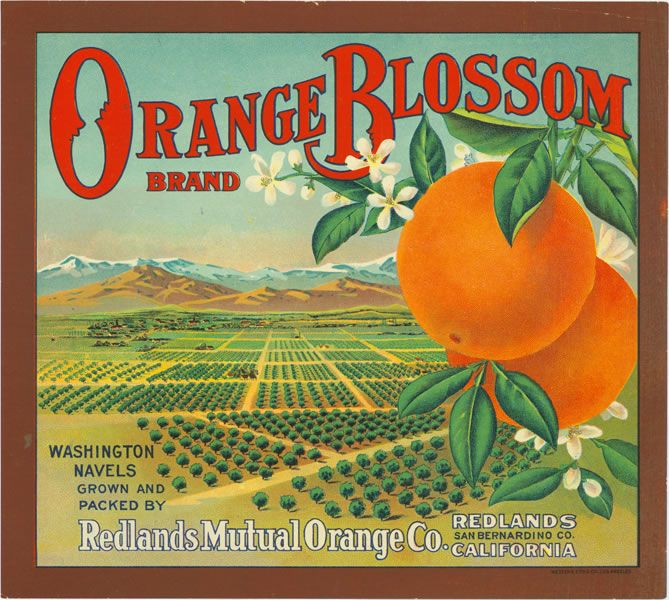 ORANGE BLOSSOM
BRAND
WASHINGTON
NAVELS
GROWN AND
PACKED BY
Redlands Mutual Orange Co.
REDLANDS
SAN BERNARDINO CO.
CALIFORNIA